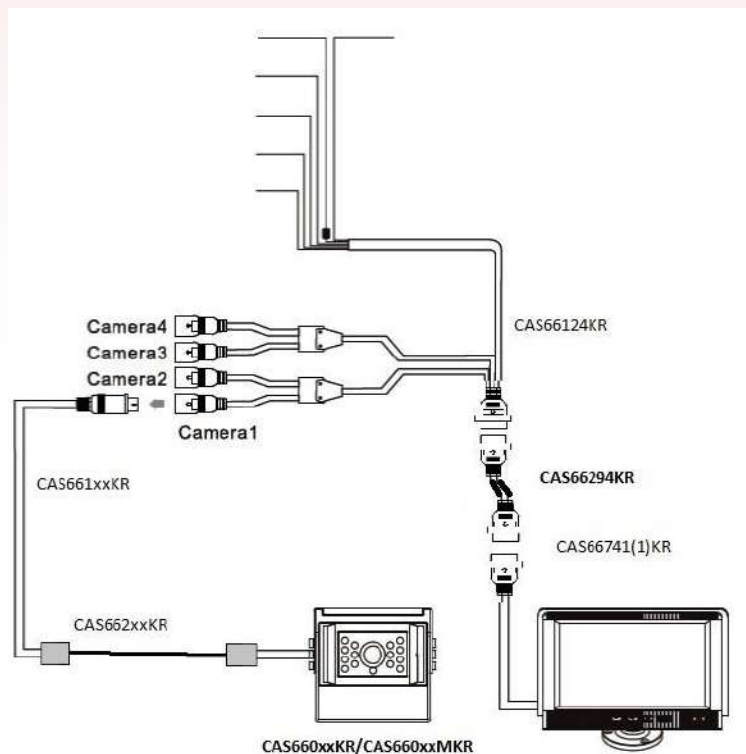 CAS66124KR
Camera4
Camera3
Camera2
Camera1
CAS66294KR
CAS661xxKR
CAS66741(1)KR
CAS662xxKR
CAS660xxKR/CAS660xxMKR